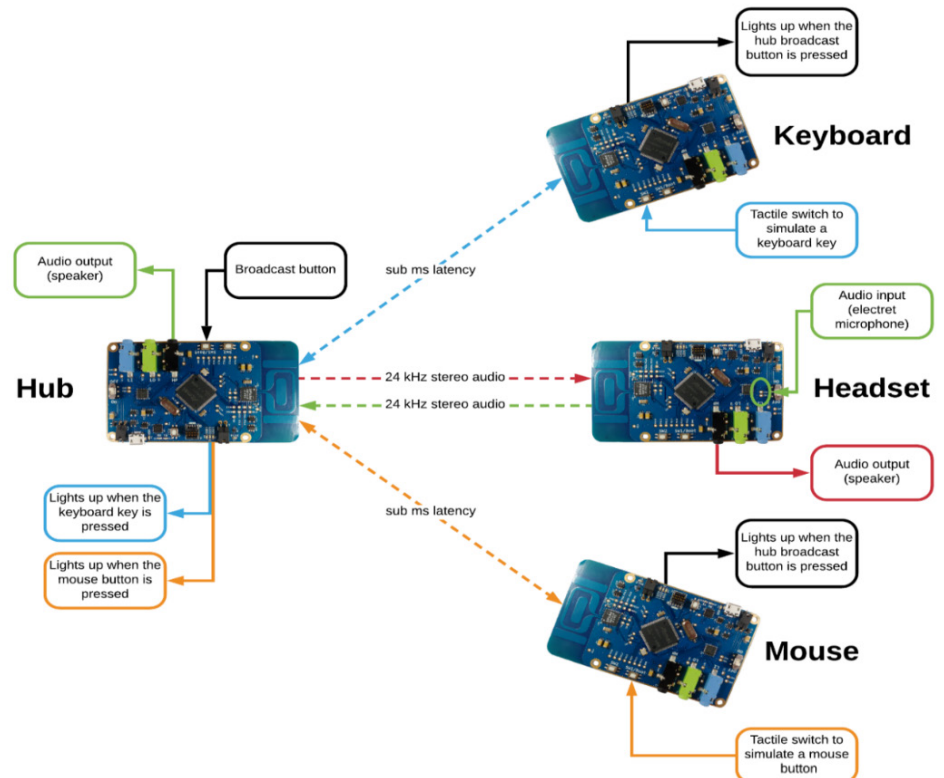 Lights up when the
hub broadcast
button is pressed
Keyboard
Tactile switch to
simulate a
keyboard key
Audio output
(speaker)
Broadcast button
sub ms latency
Audio input
(electret
microphone)
Hub
24 kHz stereo audio
24 kHz stereo audio
Headset
Audio output
(speaker)
Lights up when the
keyboard key is
pressed
sub ms latency
Lights up when the
mouse button is
pressed
Lights up when the
hub broadcast
button is pressed
Mouse
Tactile switch to
simulate a mouse
button